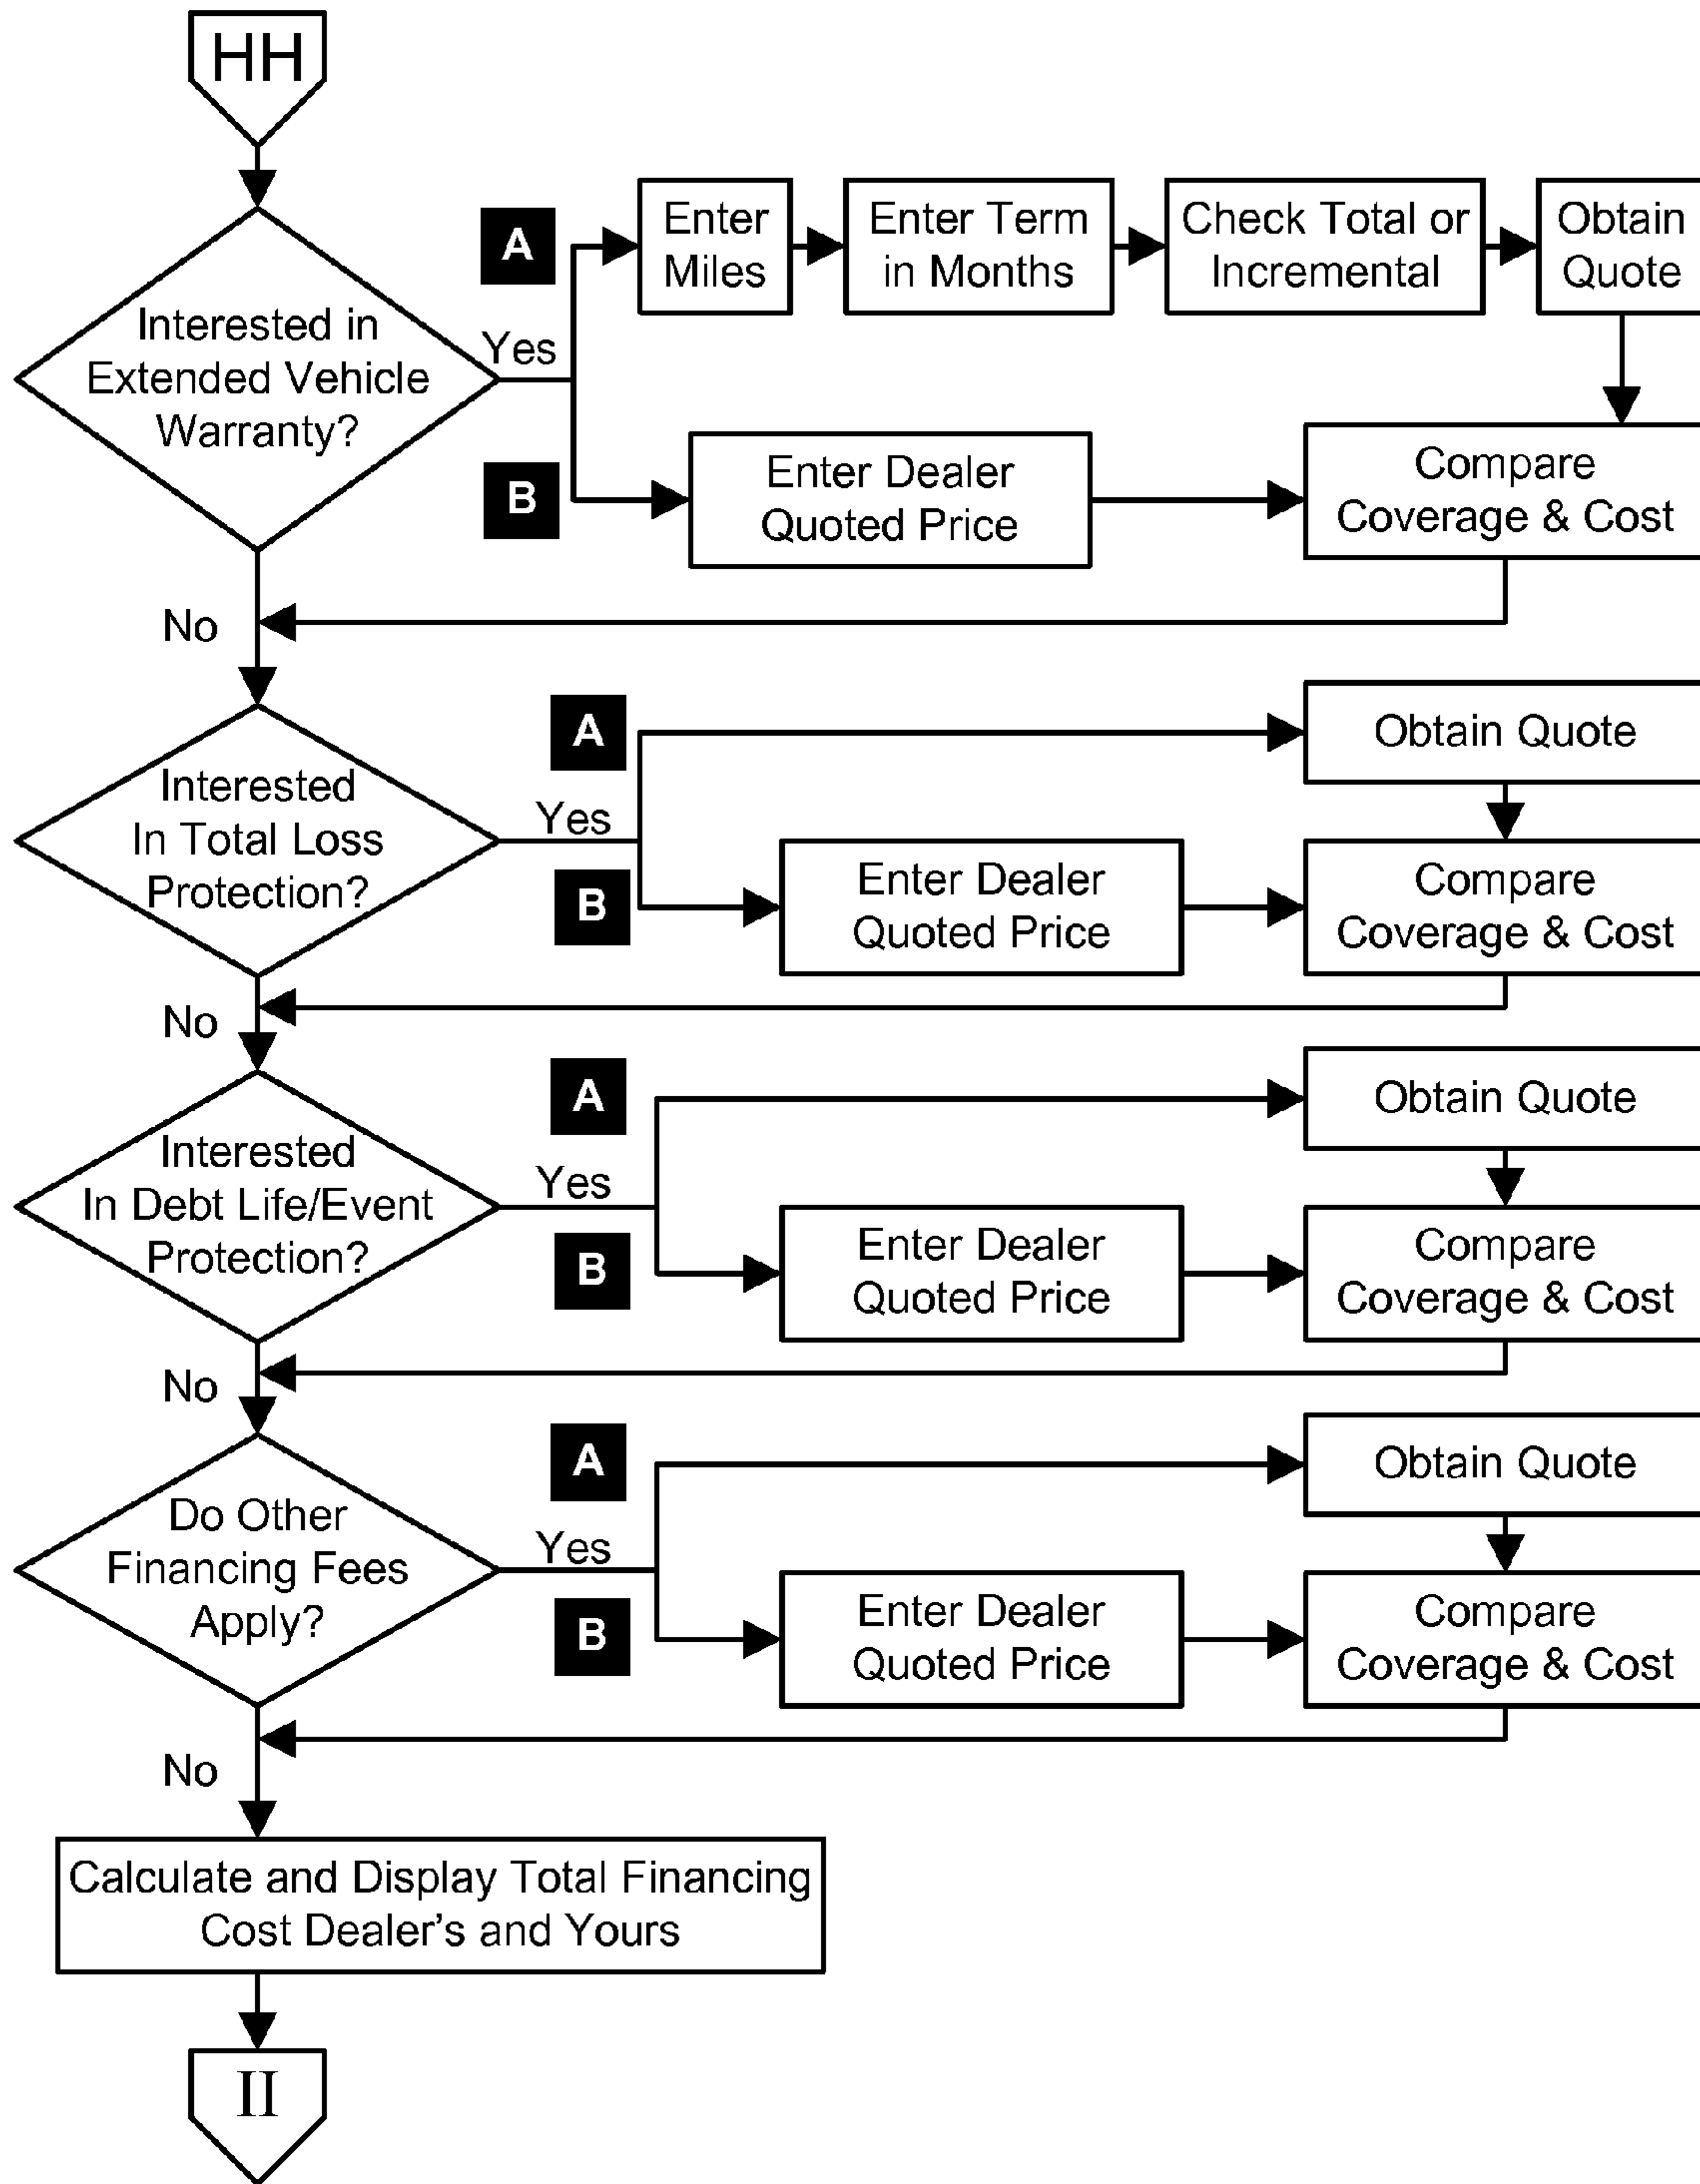 HH
Interested in
Extended Vehicle
Warranty?
Yes
A
Enter
Miles
Enter Term
in Months
Check Total or
Incremental
Obtain
Quote
B
Enter Dealer
Quoted Price
Compare
Coverage & Cost
No
Interested
In Total Loss
Protection?
Yes
A
Obtain Quote
B
Enter Dealer
Quoted Price
Compare
Coverage & Cost
No
Interested
In Debt Life/Event
Protection?
Yes
A
Obtain Quote
B
Enter Dealer
Quoted Price
Compare
Coverage & Cost
No
Do Other
Financing Fees
Apply?
Yes
A
Obtain Quote
B
Enter Dealer
Quoted Price
Compare
Coverage & Cost
No
Calculate and Display Total Financing
Cost Dealer’s and Yours
II